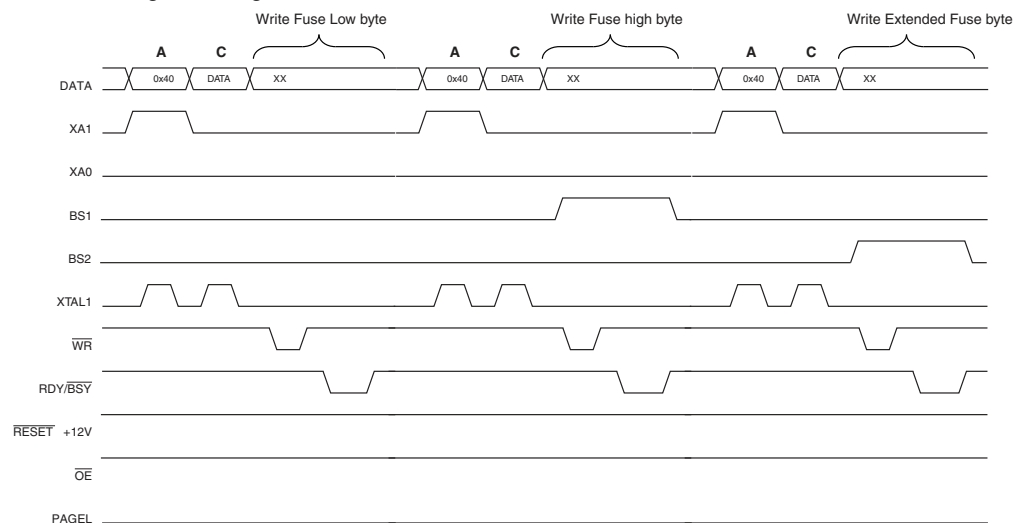 Write Fuse Low byte Write Fuse high byte Write Extended Fuse byte
A C A C A C
DATA 0x40 DATA XX 0x40 DATA XX 0x40 DATA XX
XA1
XA0
BS1
BS2
XTAL1
WR
RDY/BSY
RESET +12V
OE
PAGEL